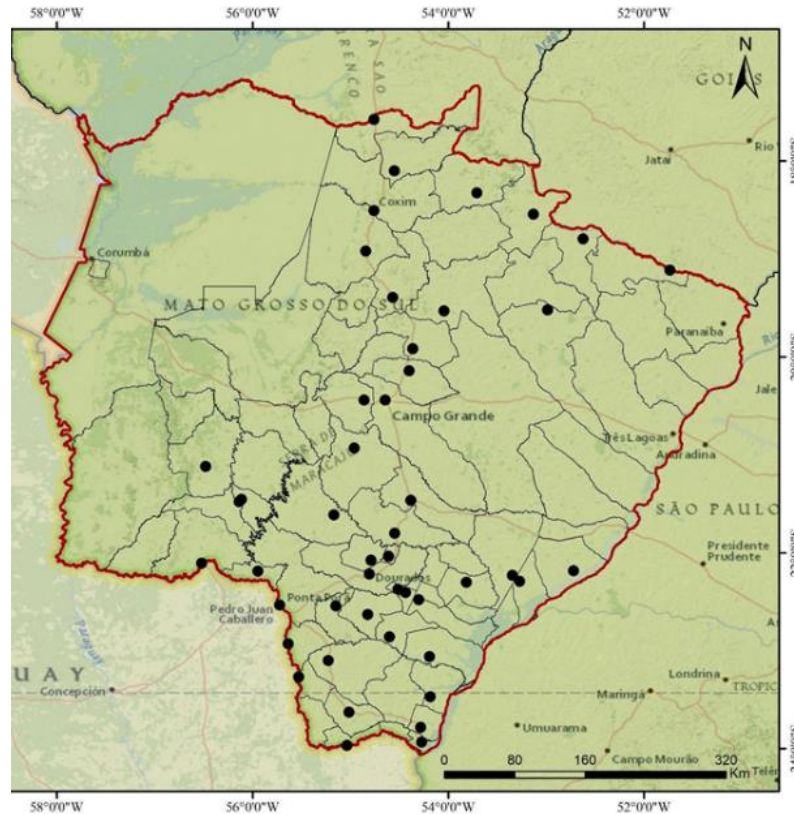 58°0'0"W 56°0'0"W 54°0'0"W 52°0'0"W
N
GOIÁS
Jataí
Coxim
Corumbá
MATO GROSSO DO SUL
Paranaíba
Campo Grande
Três Lagoas
Andradina
SERRA DE
MARACAJU
SÃO PAULO
Presidente
Prudente
Dourados
Ponta Porã
Pedro Juan
Caballero
UAY
Concepción
Londrina
Maringá
TROPIC
Umuarama
Campo Mourão
0 80 160 320
Km
58°0'0"W 56°0'0"W 54°0'0"W 52°0'0"W